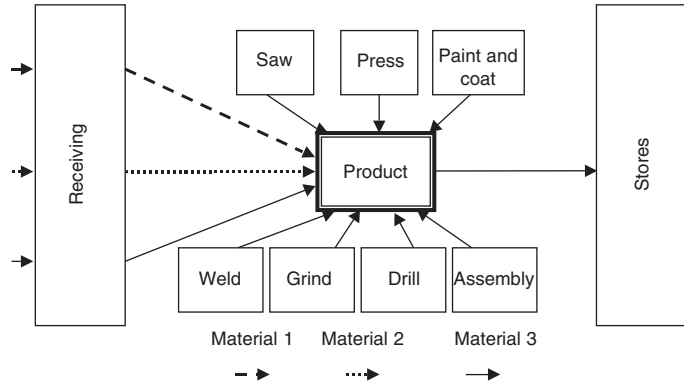 Receiving
Saw
Press
Paint and
coat
Product
Stores
Weld
Grind
Drill
Assembly
Material 1
Material 2
Material 3